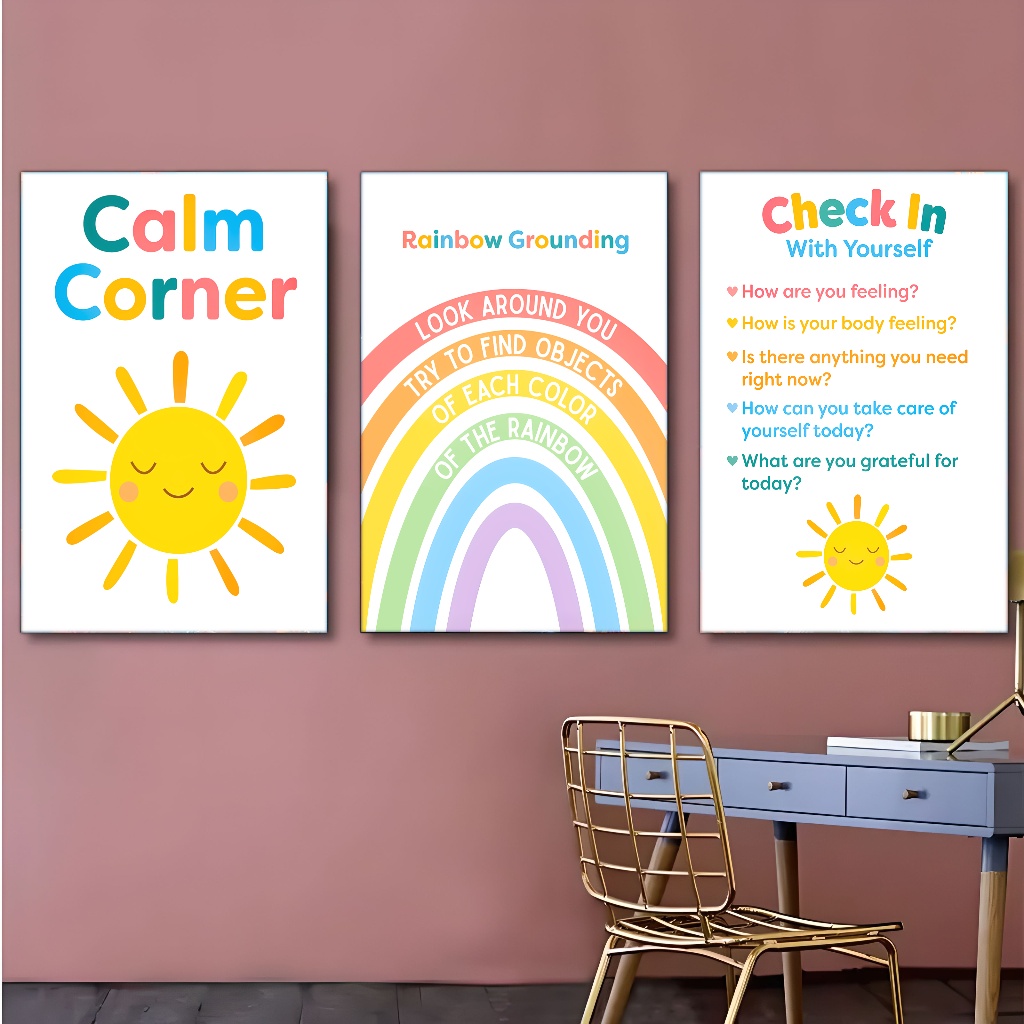 Calm
Corner
Rainbow Grounding
LOOK AROUND YOU
TRY TO FIND OBJECTS
OF EACH COLOR
OF THE RAINBOW
Check In
With Yourself
How are you feeling?
How is your body feeling?
Is there anything you need
right now?
How can you take care of
yourself today?
What are you grateful for
today?